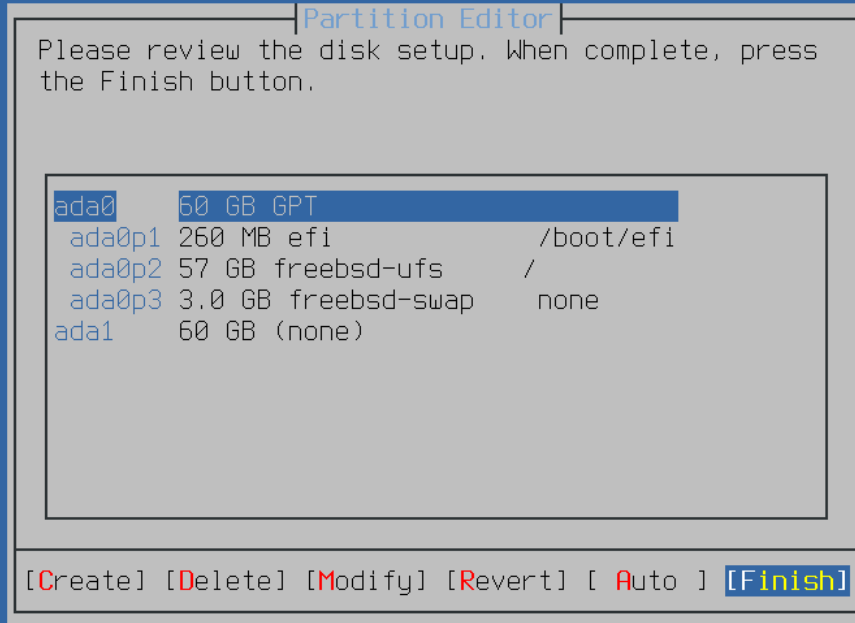 Partition Editor
Please review the disk setup. When complete, press
the Finish button.
ada0 60 GB GPT
ada0p1 260 MB efi /boot/efi
ada0p2 57 GB freebsd-ufs /
ada0p3 3.0 GB freebsd-swap none
ada1 60 GB (none)
[Create] [Delete] [Modify] [Revert] [ Auto ] [Finish]